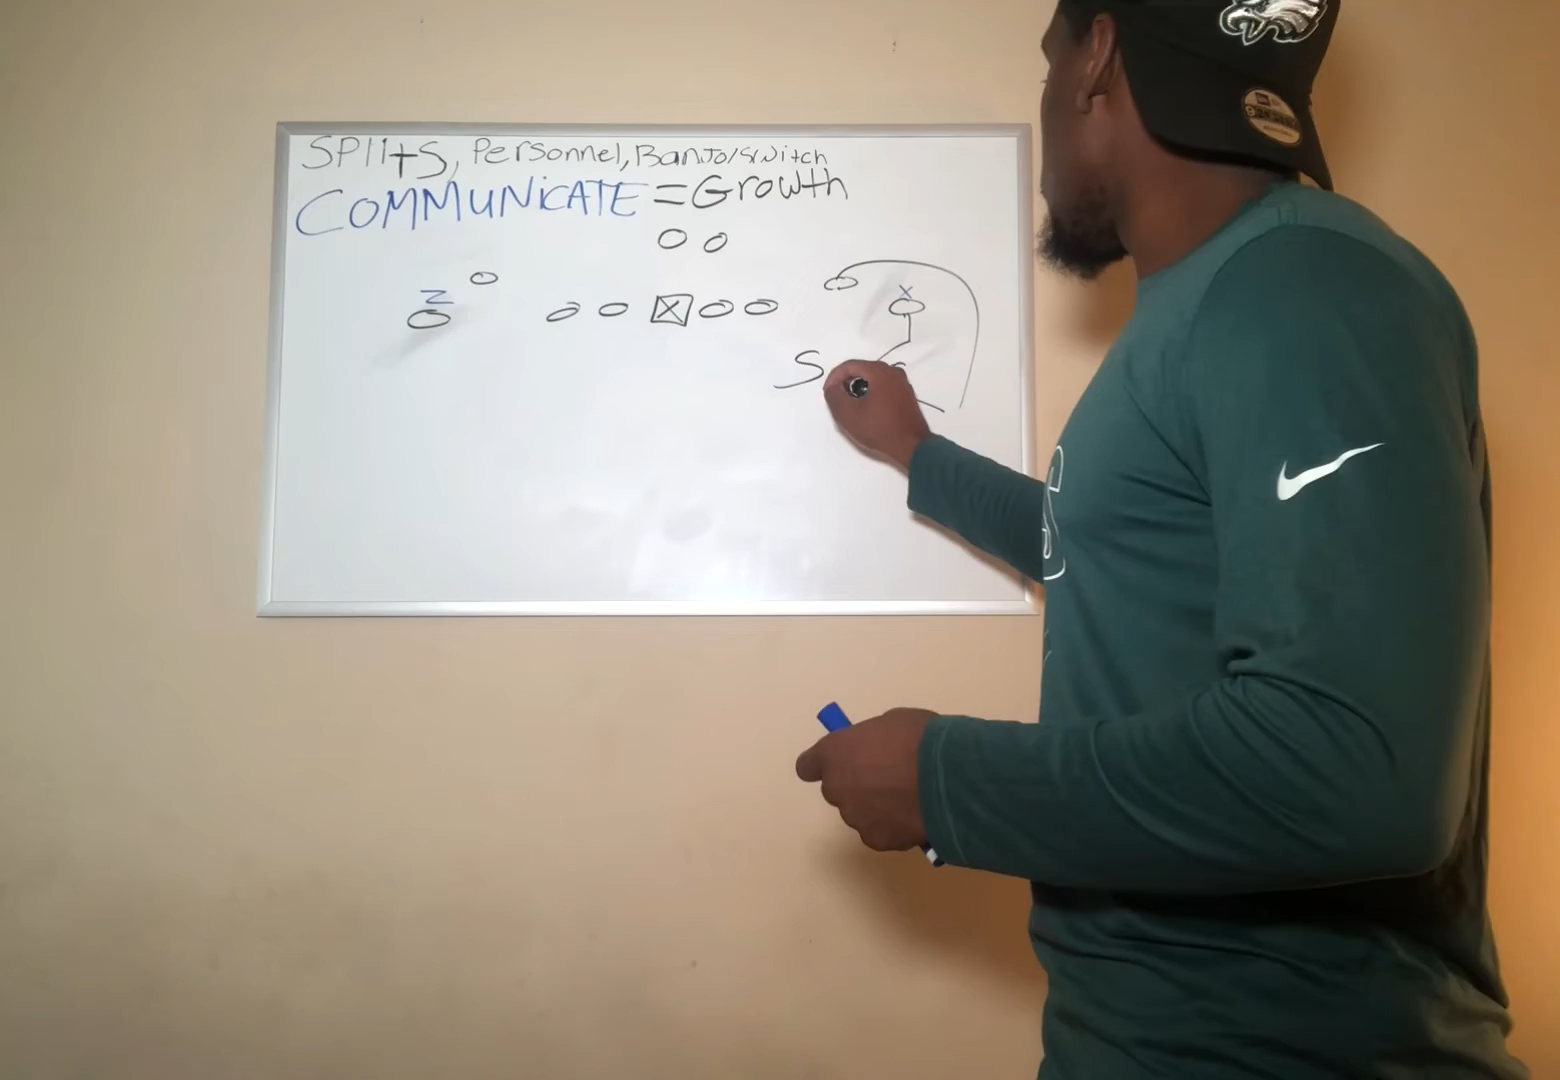 SPlitS, Personnel, Banjo/Switch
COMMUNiCATE = Growth
Z
X
X
S